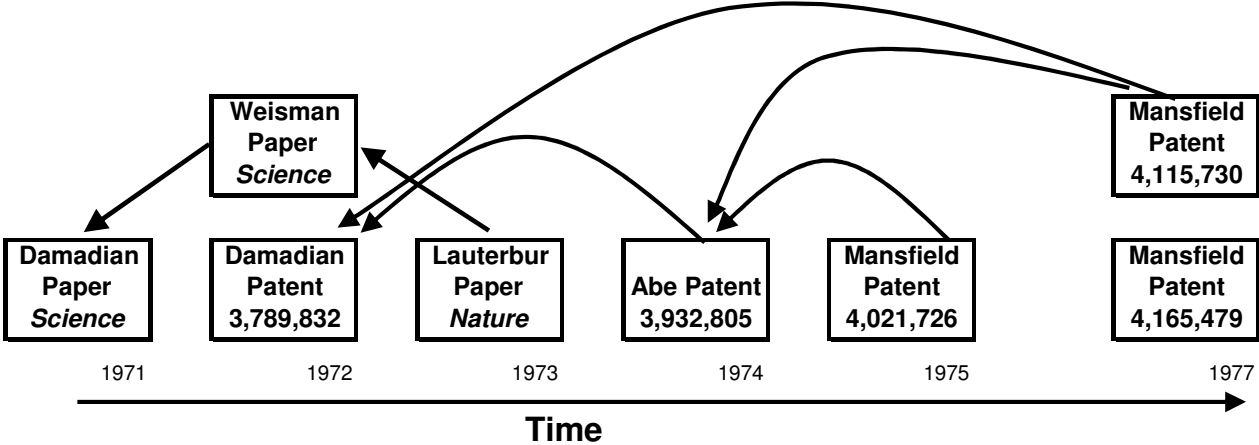 Weisman
Paper
Science
Mansfield
Patent
4,115,730
Damadian
Paper
Science
Damadian
Patent
3,789,832
Lauterbur
Paper
Nature
Abe Patent
3,932,805
Mansfield
Patent
4,021,726
Mansfield
Patent
4,165,479
1971
1972
1973
1974
1975
1977
Time